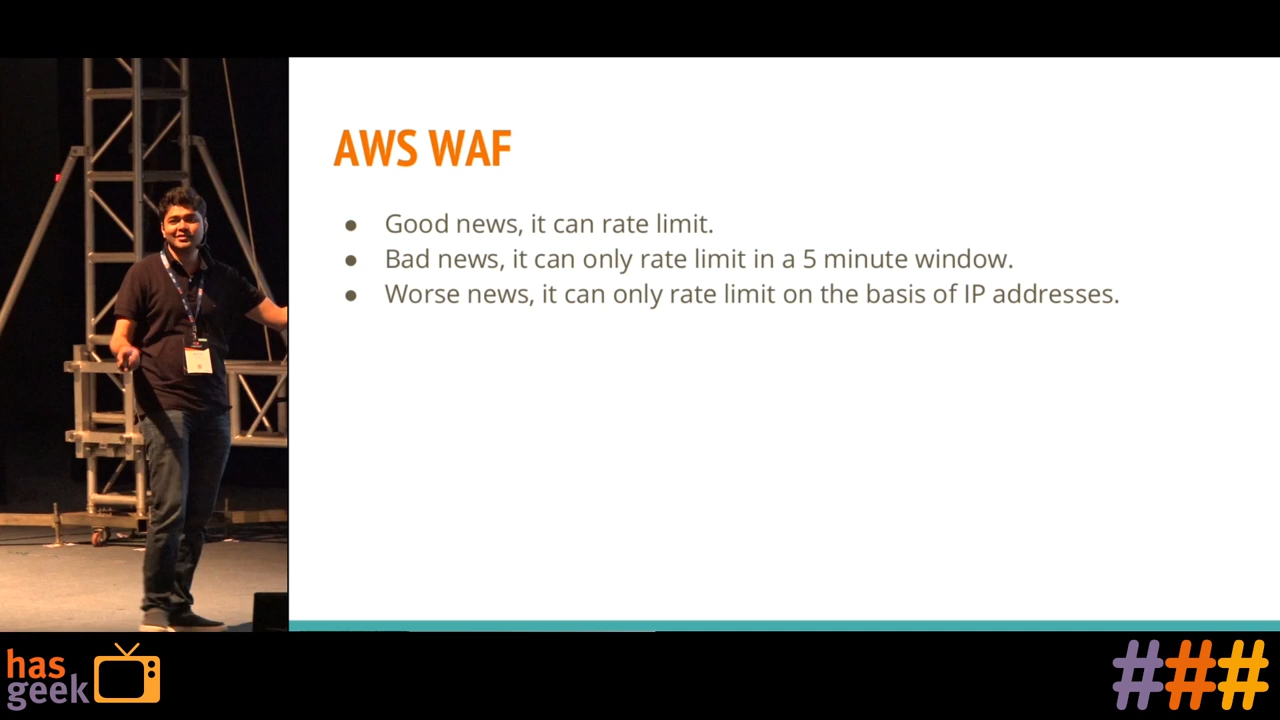 AWS WAF
● Good news, it can rate limit.
● Bad news, it can only rate limit in a 5 minute window.
● Worse news, it can only rate limit on the basis of IP addresses.
has
geek
###